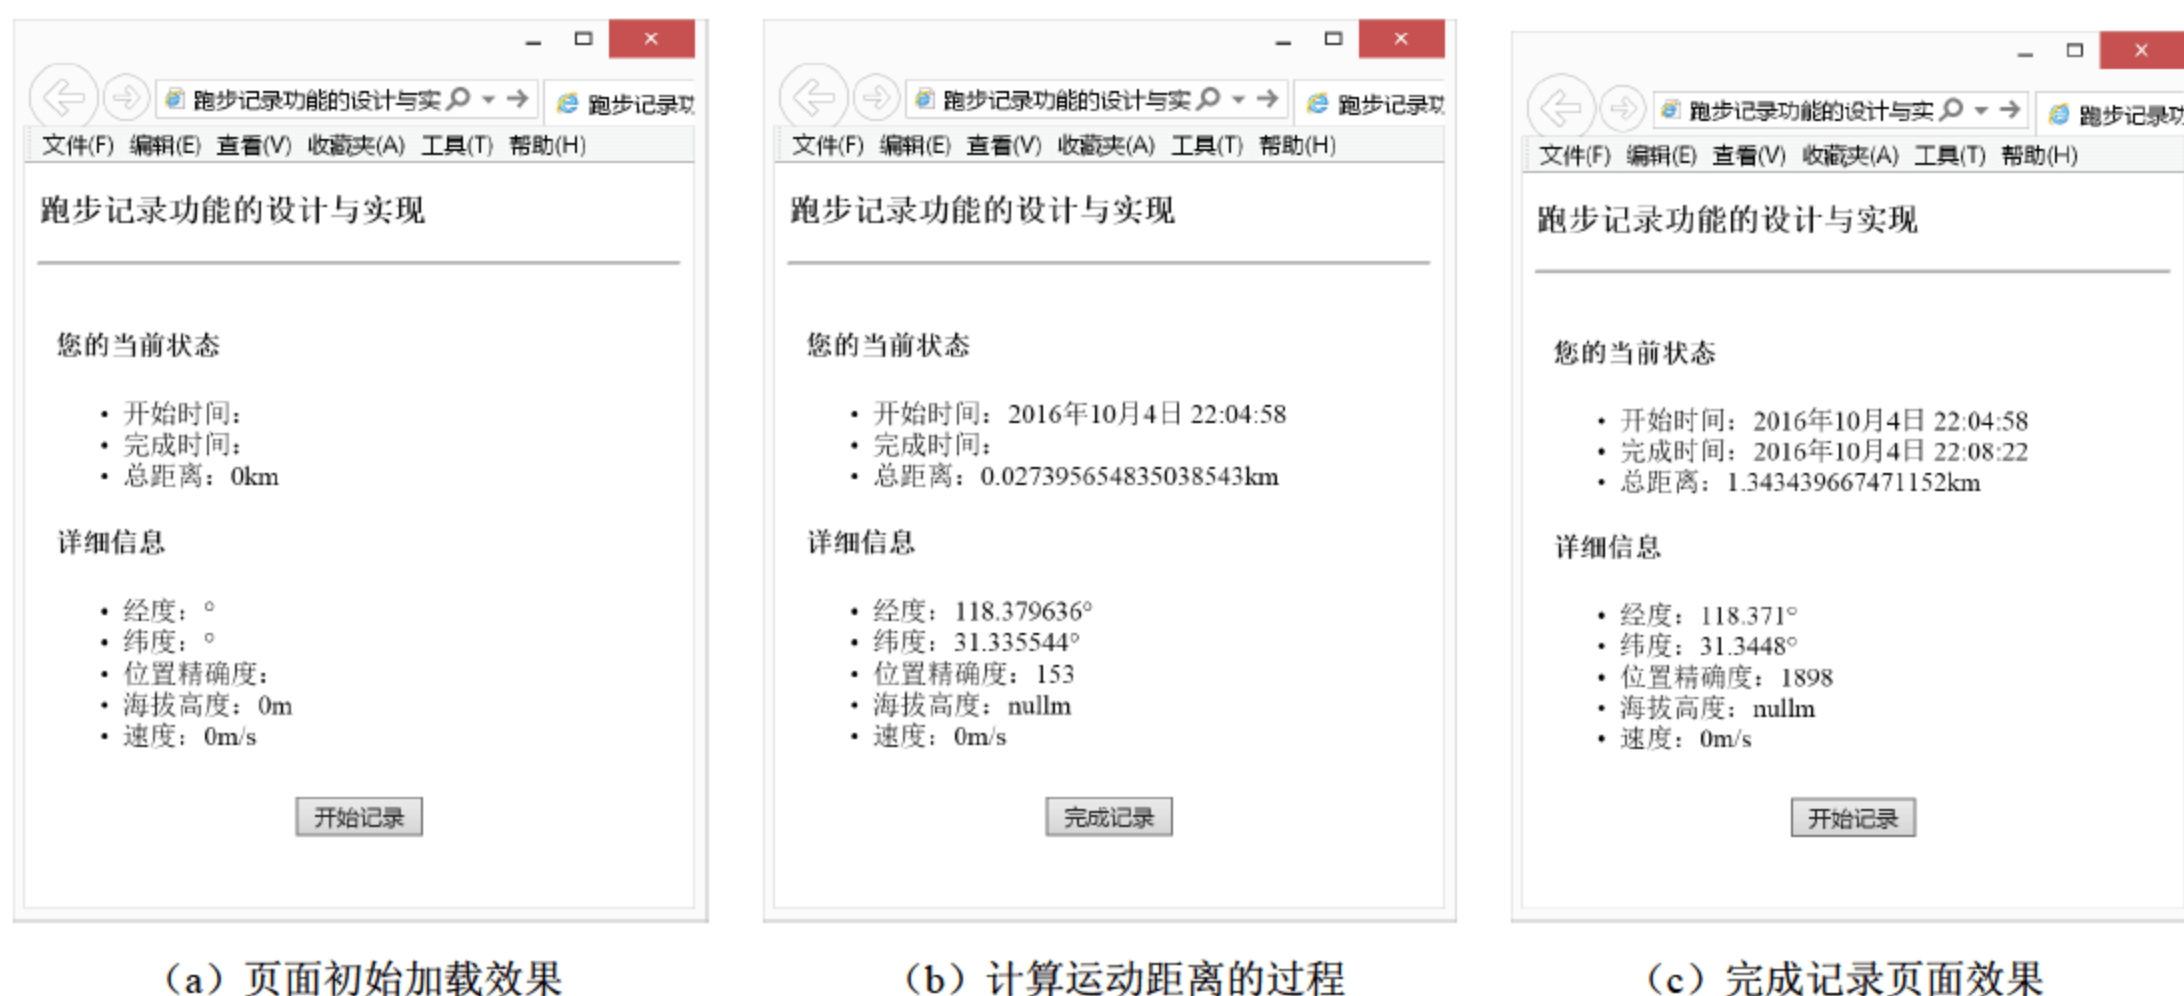 跑步记录功能的设计与实
跑步记录功
文件(F) 编辑(E) 查看(V) 收藏夹(A) 工具(T) 帮助(H)
跑步记录功能的设计与实现
您的当前状态
• 开始时间：
• 完成时间：
• 总距离：0km
详细信息
• 经度：°
• 纬度：°
• 位置精确度：
• 海拔高度：0m
• 速度：0m/s
开始记录
（a）页面初始加载效果
跑步记录功能的设计与实
跑步记录功
文件(F) 编辑(E) 查看(V) 收藏夹(A) 工具(T) 帮助(H)
跑步记录功能的设计与实现
您的当前状态
• 开始时间：2016年10月4日 22:04:58
• 完成时间：
• 总距离：0.027395654835038543km
详细信息
• 经度：118.379636°
• 纬度：31.335544°
• 位置精确度：153
• 海拔高度：nullm
• 速度：0m/s
完成记录
（b）计算运动距离的过程
跑步记录功能的设计与实
跑步记录功
文件(F) 编辑(E) 查看(V) 收藏夹(A) 工具(T) 帮助(H)
跑步记录功能的设计与实现
您的当前状态
• 开始时间：2016年10月4日 22:04:58
• 完成时间：2016年10月4日 22:08:22
• 总距离：1.343439667471152km
详细信息
• 经度：118.371°
• 纬度：31.3448°
• 位置精确度：1898
• 海拔高度：nullm
• 速度：0m/s
开始记录
（c）完成记录页面效果